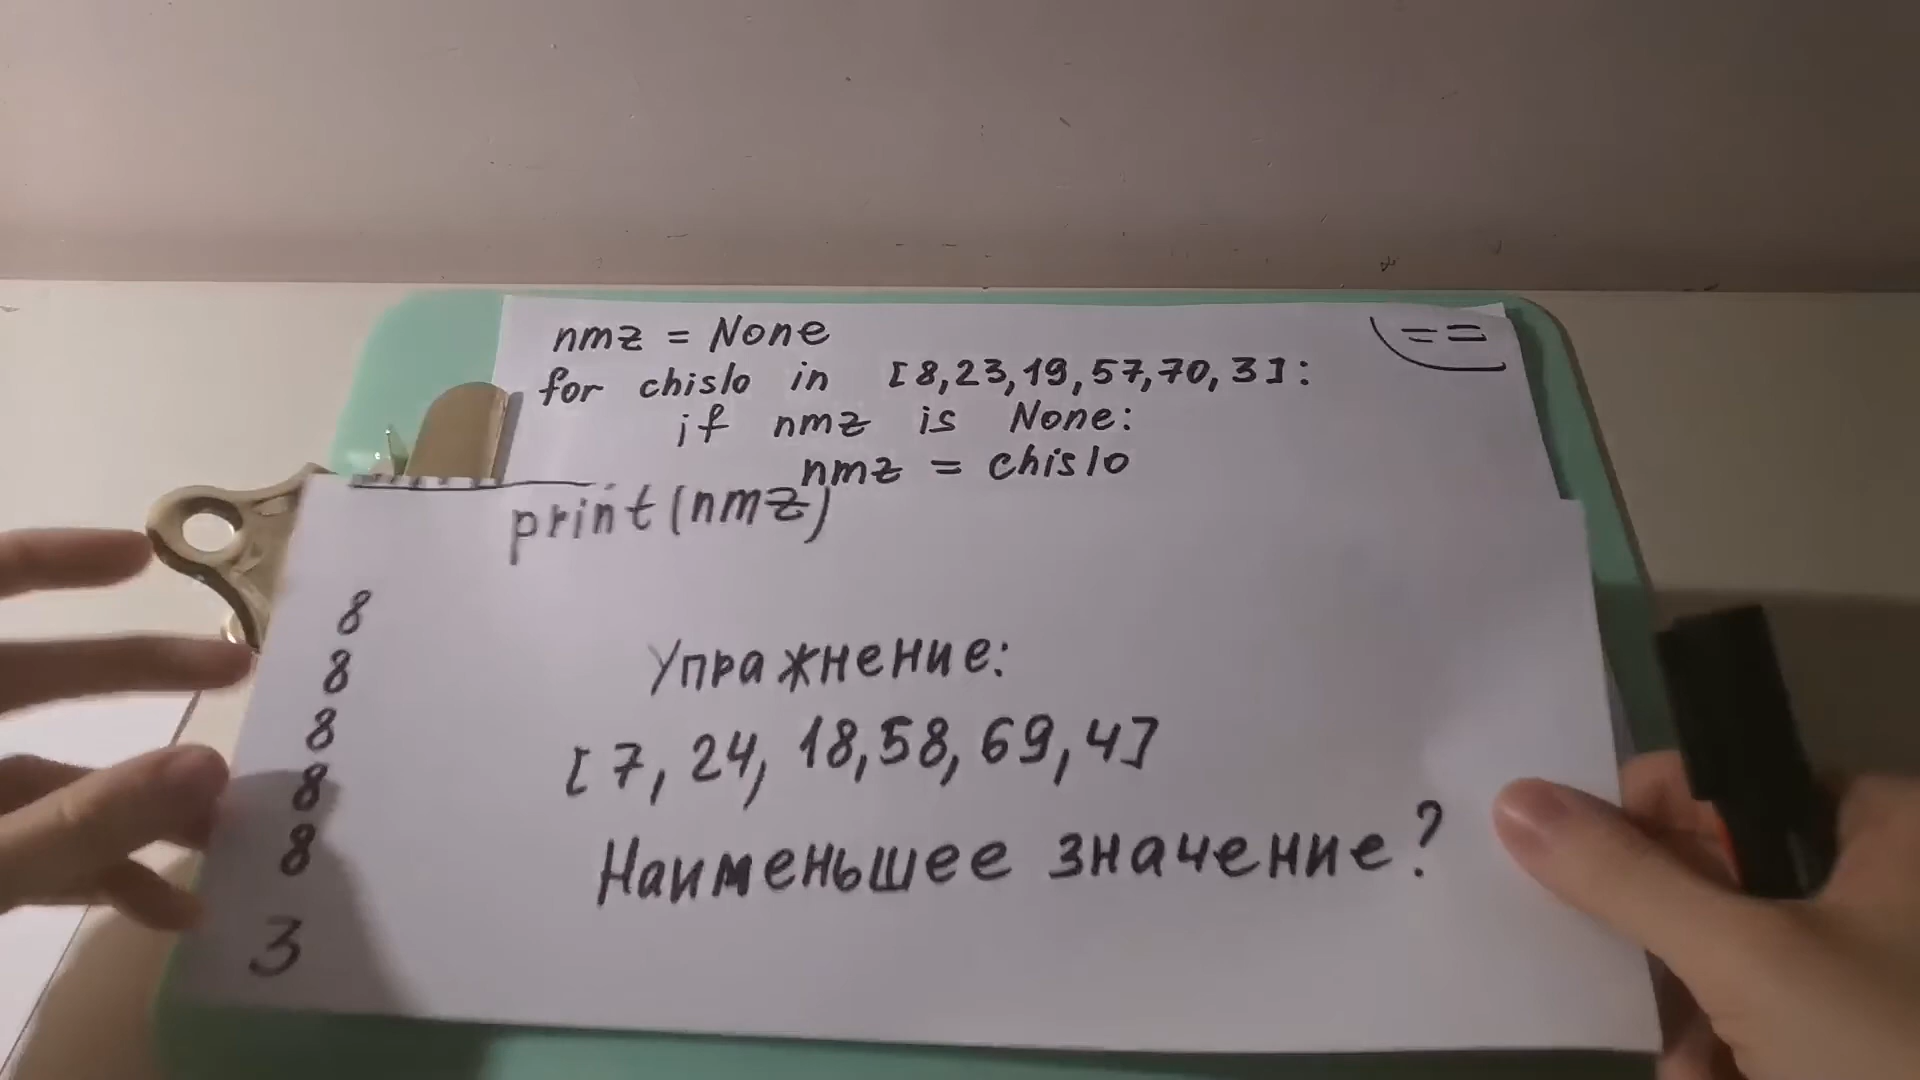 nmz = None
==
for chislo in [8,23,19,57,70,3]:
if nmz is None:
nmz = chislo
print(nmz)
8
8
8
8
8
3
Упражнение:
[7, 24, 18,58,69,4]
Наименьшее значение?